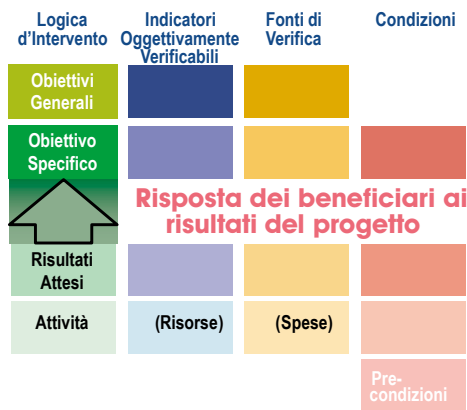 Logica
d'Intervento
Indicatori
Oggettivamente
Verificabili
Fonti di
Verifica
Condizioni
Obiettivi
Generali
Obiettivo
Specifico
Risposta dei beneficiari ai
risultati del progetto
Risultati
Attesi
Attività
(Risorse)
(Spese)
Pre-
condizioni